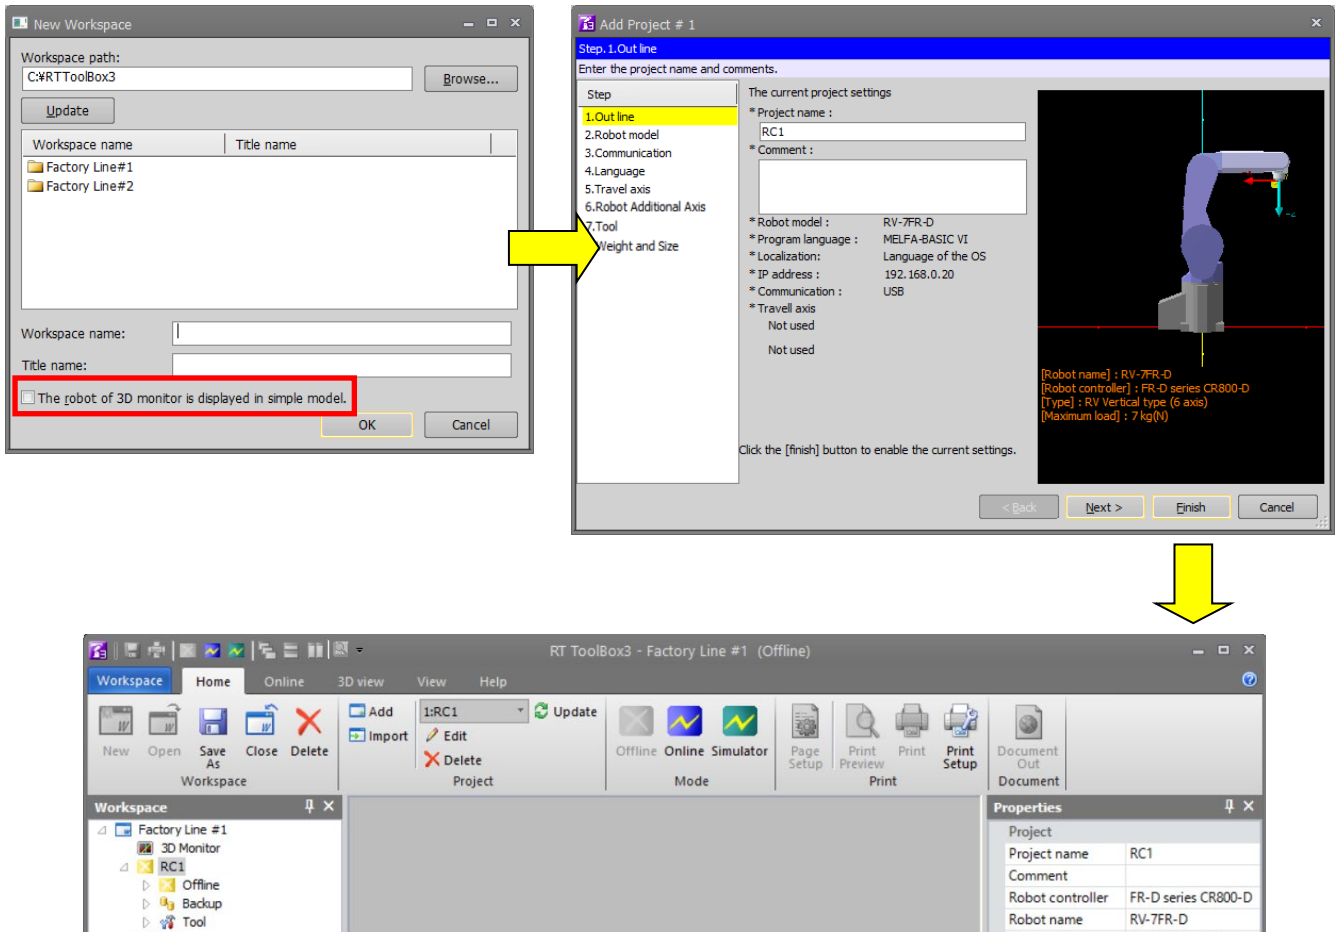 New Workspace
Workspace path:
C:¥RTToolBox3
Browse...
Update
Workspace name Title name
Factory Line#1
Factory Line#2
Workspace name:
Title name:
The robot of 3D monitor is displayed in simple model.
OK Cancel
Add Project # 1
Step.1.Out line
Enter the project name and comments.
Step
1.Out line
2.Robot model
3.Communication
4.Language
5.Travel axis
6.Robot Additional Axis
7.Tool
Weight and Size
The current project settings
* Project name :
RC1
* Comment :
* Robot model : RV-7FR-D
* Program language : MELFA-BASIC VI
* Localization: Language of the OS
* IP address : 192.168.0.20
* Communication : USB
* Travell axis
Not used
Not used
Click the [finish] button to enable the current settings.
[Robot name] : RV-7FR-D
[Robot controller] : FR-D series CR800-D
[Type] : RV Vertical type (6 axis)
[Maximum load] : 7 kg(N)
< Back Next > Finish Cancel
RT ToolBox3 - Factory Line #1 (Offline)
Workspace Home Online 3D view View Help
New Open Save As Close Delete
Workspace
Add
Import
1:RC1
Update
Edit
Delete
Project
Offline Online Simulator
Mode
Page Setup
Print Preview
Print
Print Setup
Print
Document Out
Document
Workspace
Factory Line #1
3D Monitor
RC1
Offline
Backup
Tool
Properties
Project
Project name RC1
Comment
Robot controller FR-D series CR800-D
Robot name RV-7FR-D